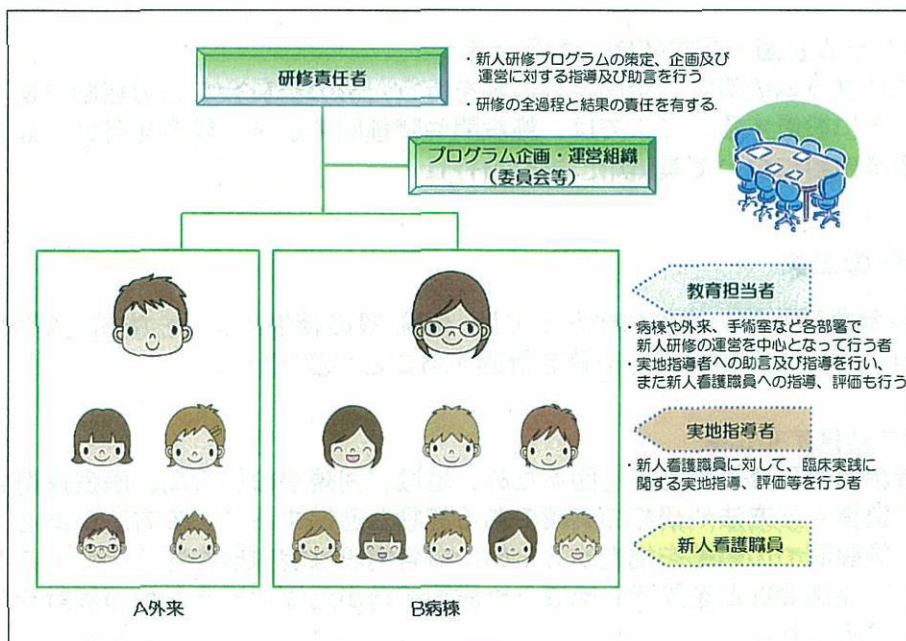 研修責任者
・新人研修プログラムの策定、企画及び
運営に対する指導及び助言を行う
・研修の全過程と結果の責任を有する.
プログラム企画・運営組織
(委員会等)
教育担当者
・病棟や外来、手術室など各部署で
新人研修の運営を中心となって行う者
・実地指導者への助言及び指導を行い、
また新人看護職員への指導、評価も行う
実地指導者
・新人看護職員に対して、臨床実践に
関する実地指導、評価等を行う者
新人看護職員
A外来
B病棟